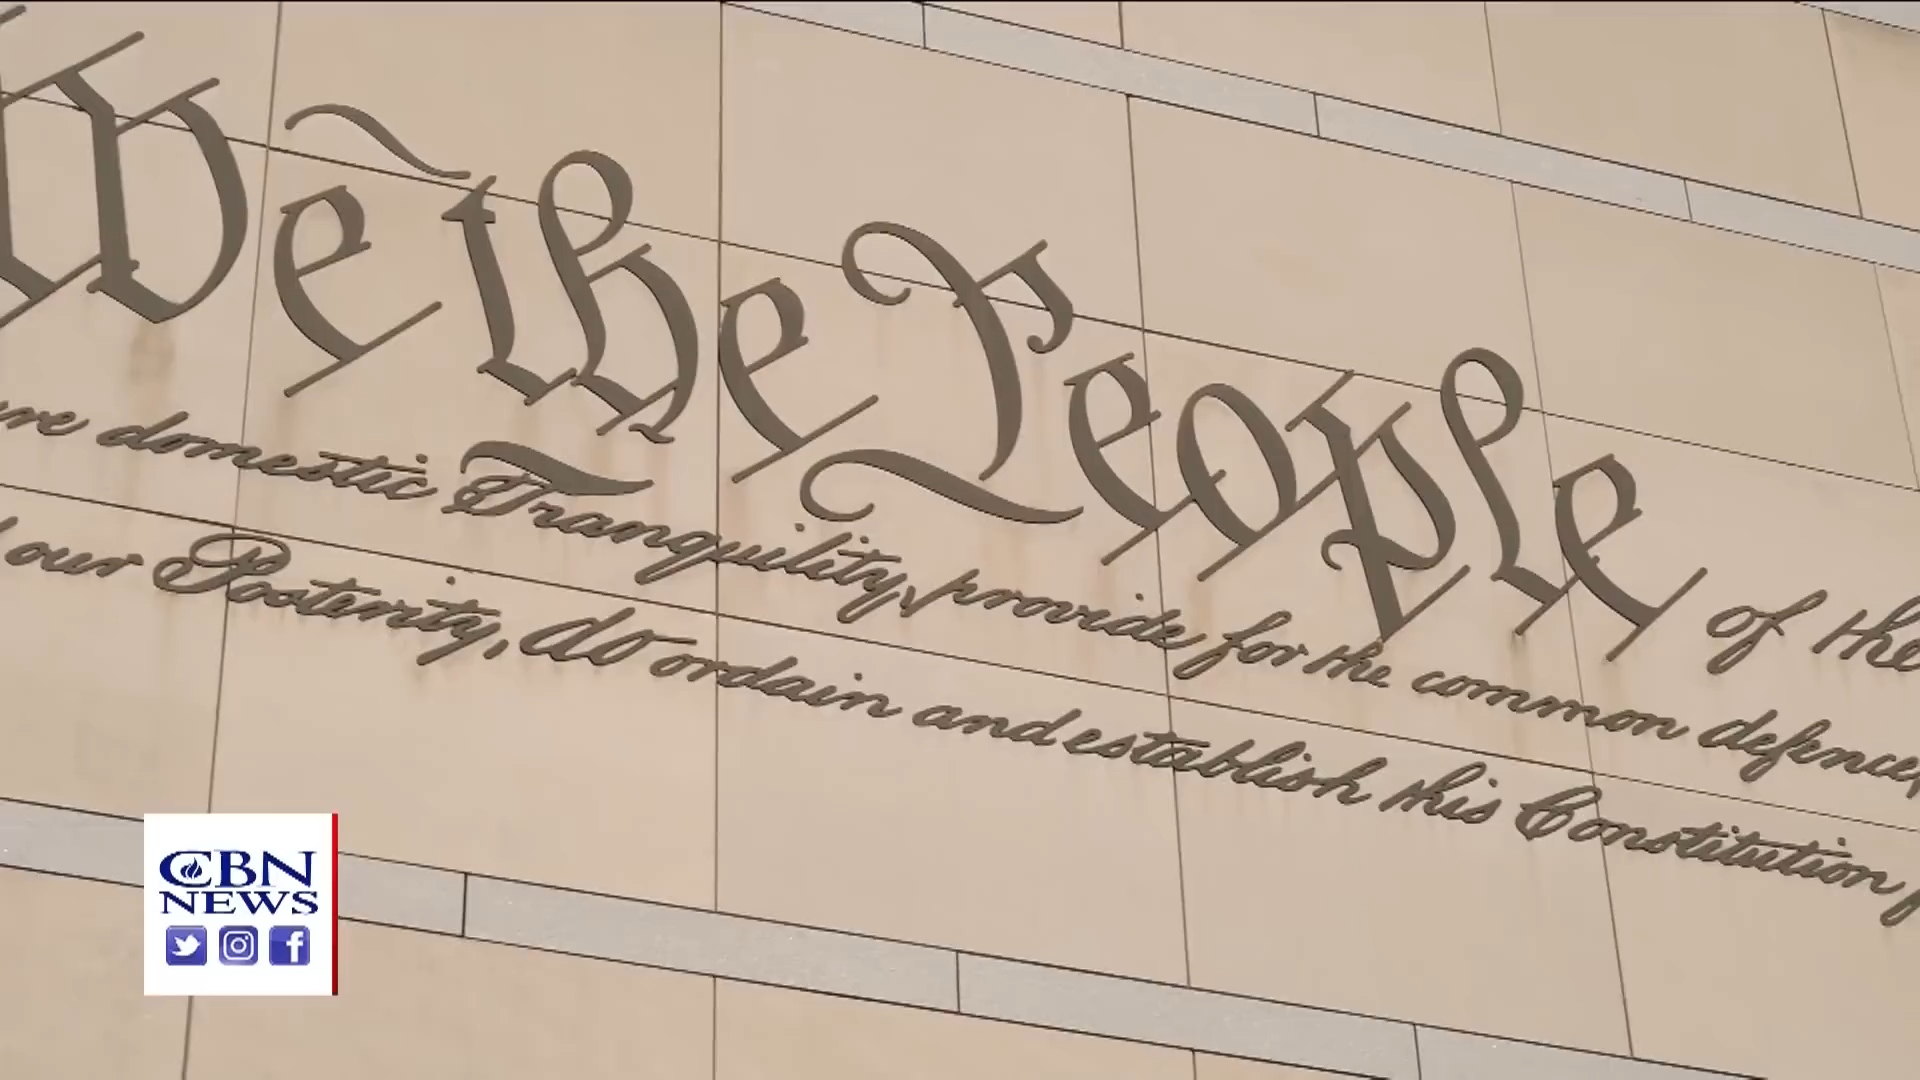 We the People of the
domestic Tranquility, provide for the common defence,
our Posterity, do ordain and establish this Constitution
CBN
NEWS